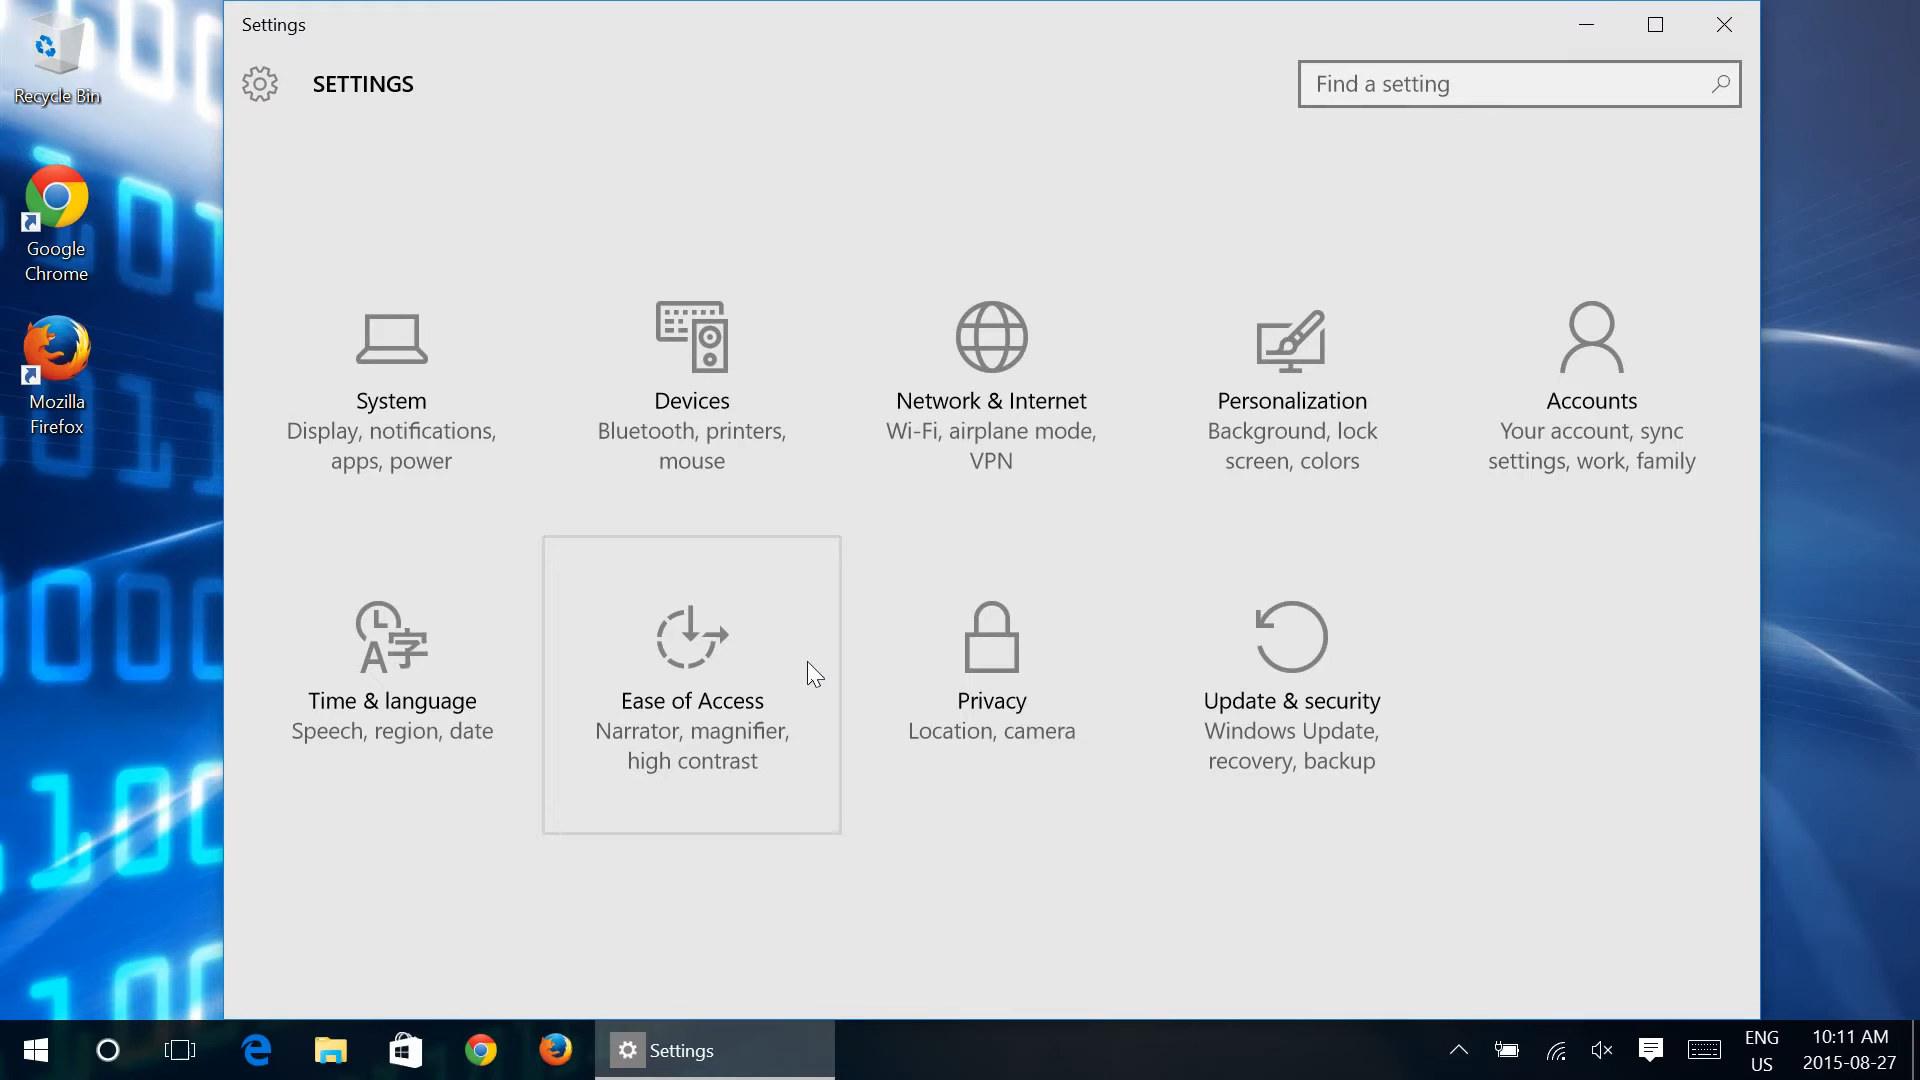 Settings
SETTINGS
Find a setting
Recycle Bin
Google
Chrome
Mozilla
Firefox
System
Display, notifications,
apps, power
Devices
Bluetooth, printers,
mouse
Network & Internet
Wi-Fi, airplane mode,
VPN
Personalization
Background, lock
screen, colors
Accounts
Your account, sync
settings, work, family
Time & language
Speech, region, date
Ease of Access
Narrator, magnifier,
high contrast
Privacy
Location, camera
Update & security
Windows Update,
recovery, backup
Settings
ENG
US
10:11 AM
2015-08-27